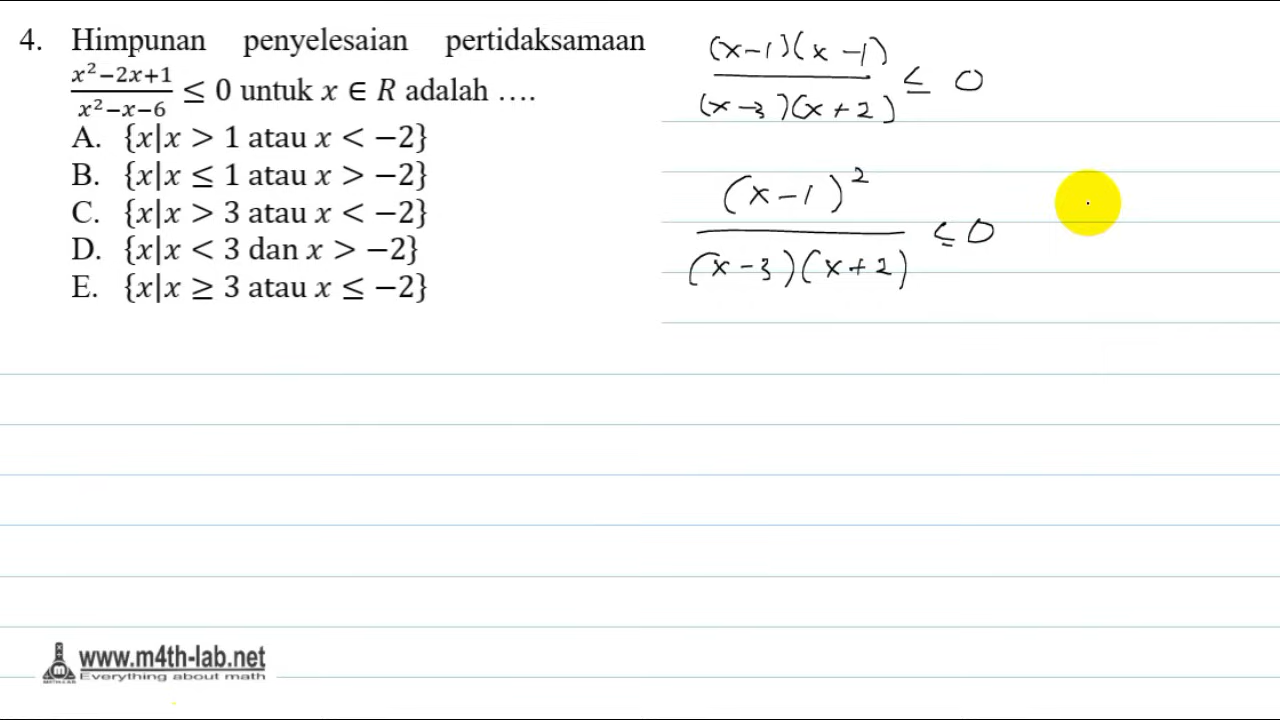 4. Himpunan penyelesaian pertidaksamaan
(x²−2x+1)/(x²−x−6) ≤ 0 untuk x ∈ R adalah ….
A. {x|x > 1 atau x < −2}
B. {x|x ≤ 1 atau x > −2}
C. {x|x > 3 atau x < −2}
D. {x|x < 3 dan x > −2}
E. {x|x ≥ 3 atau x ≤ −2}
(x−1)(x−1)
/(x−3)(x+2) ≤ 0
(x−1)²
/(x−3)(x+2) ≤ 0
www.m4th-lab.net
Everything about math